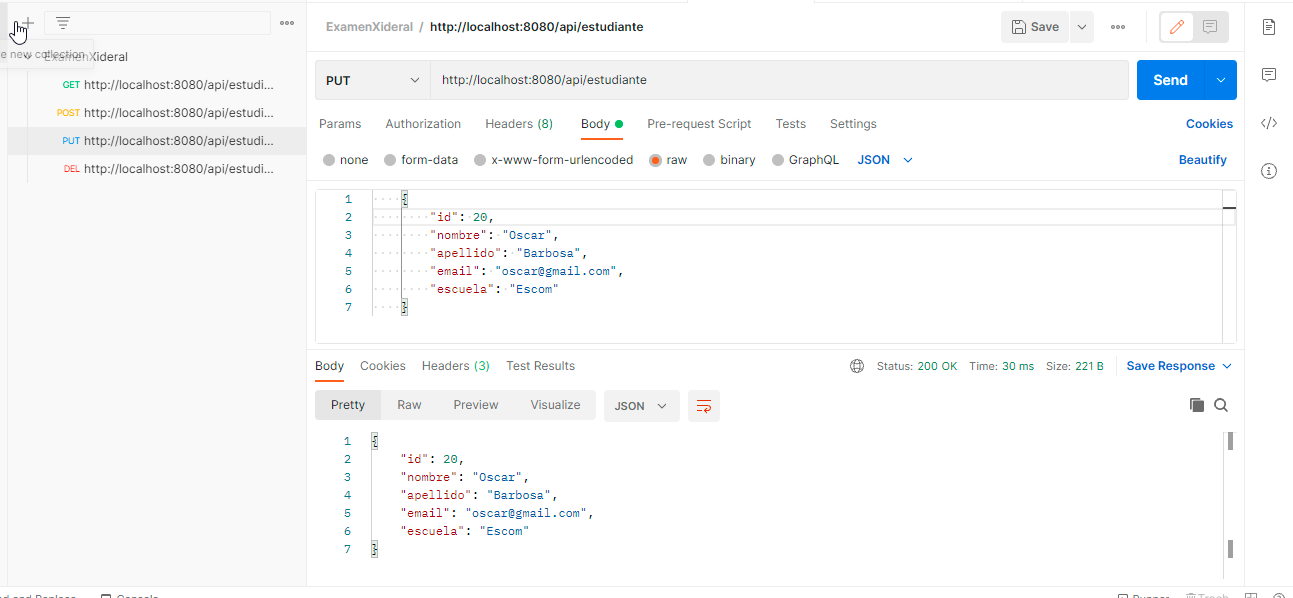 ExamenXideral / http://localhost:8080/api/estudiante
Save
e new collection
ExamenXideral
GET http://localhost:8080/api/estudi...
POST http://localhost:8080/api/estudi...
PUT http://localhost:8080/api/estudi...
DEL http://localhost:8080/api/estudi...
PUT http://localhost:8080/api/estudiante Send
Params Authorization Headers (8) Body Pre-request Script Tests Settings Cookies
none form-data x-www-form-urlencoded raw binary GraphQL JSON Beautify
1 {
2 "id": 20,
3 "nombre": "Oscar",
4 "apellido": "Barbosa",
5 "email": "oscar@gmail.com",
6 "escuela": "Escom"
7 }
Body Cookies Headers (3) Test Results Status: 200 OK Time: 30 ms Size: 221 B Save Response
Pretty Raw Preview Visualize JSON
1 {
2 "id": 20,
3 "nombre": "Oscar",
4 "apellido": "Barbosa",
5 "email": "oscar@gmail.com",
6 "escuela": "Escom"
7 }
and Replace Console Runner Trash